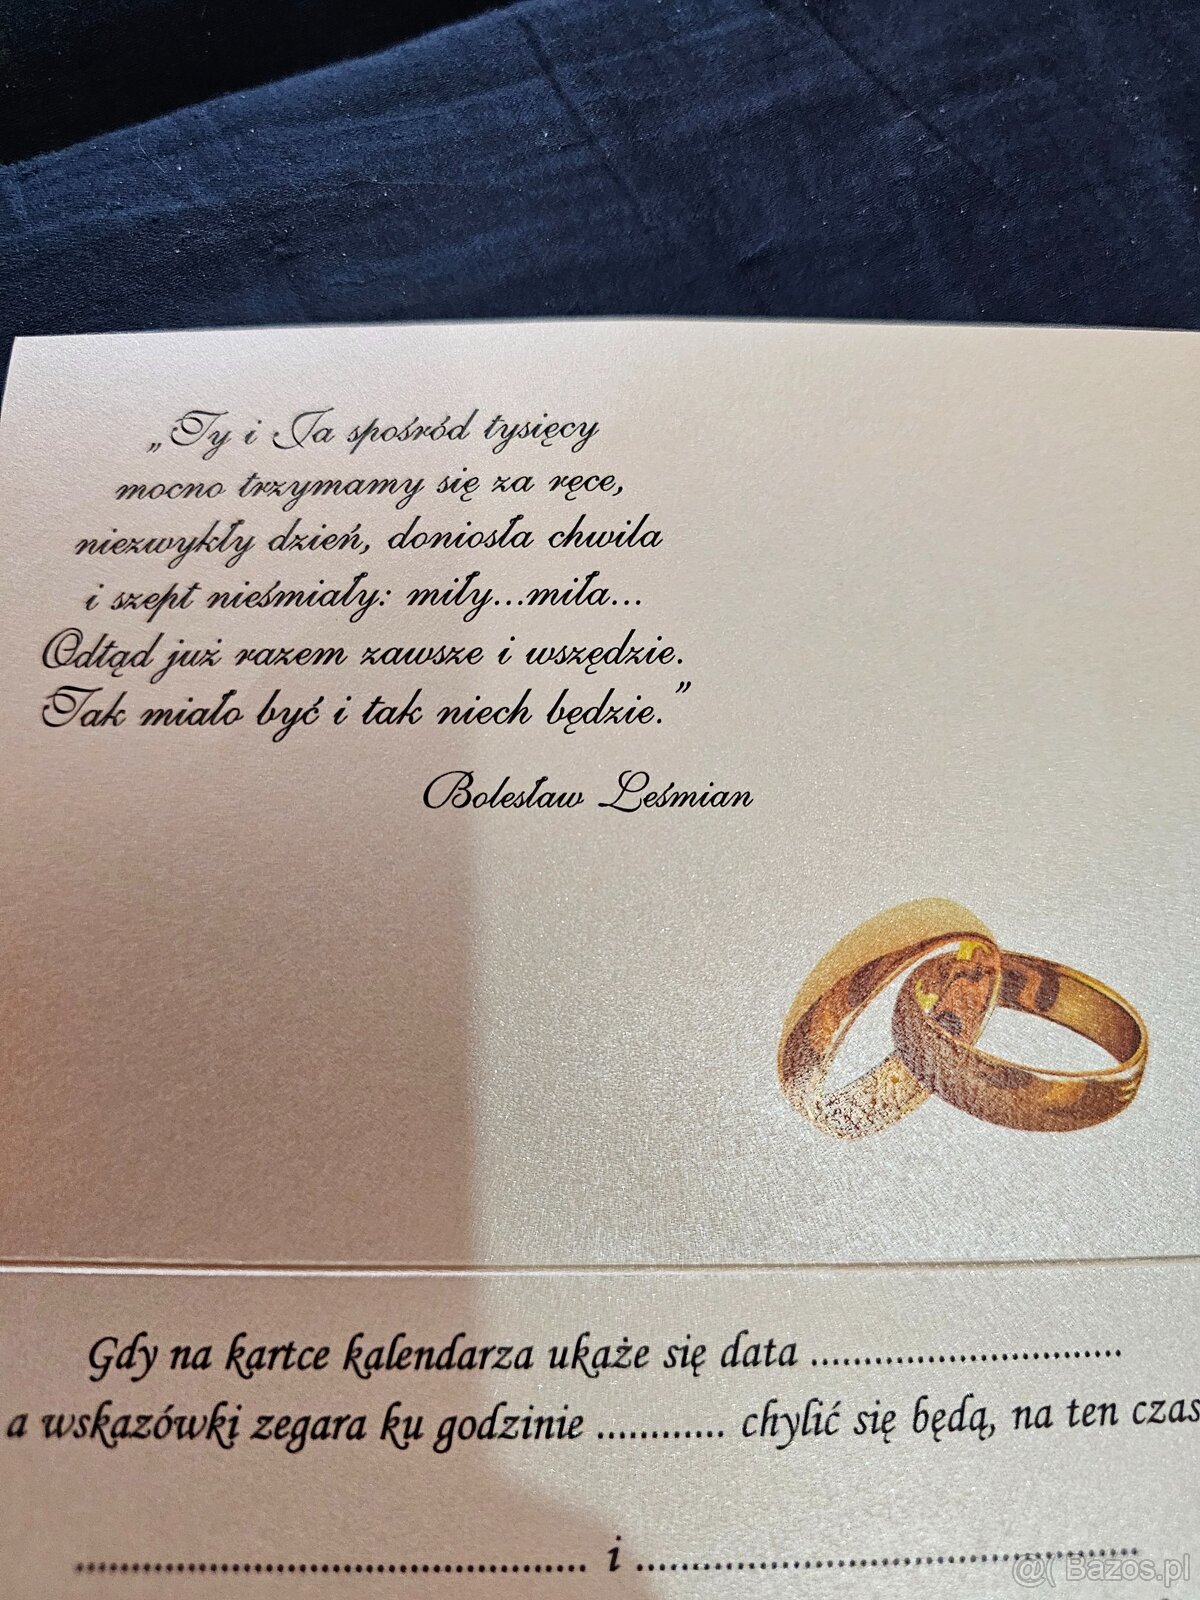 „Ty i Ja spośród tysięcy
mocno trzymamy się za ręce,
niezwykły dzień, doniosła chwila
i szept nieśmiały: miły...miła...
Odtąd już razem zawsze i wszędzie.
Tak miało być i tak niech będzie.”
Bolesław Leśmian
Gdy na kartce kalendarza ukaże się data ..............................
a wskazówki zegara ku godzinie ............ chylić się będą, na ten czas
.................................................. i ..................................................
@( Bazos.pl